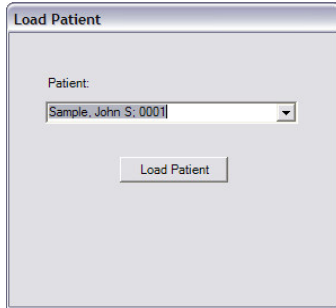 Load Patient
Patient:
Sample, John S; 0001
Load Patient